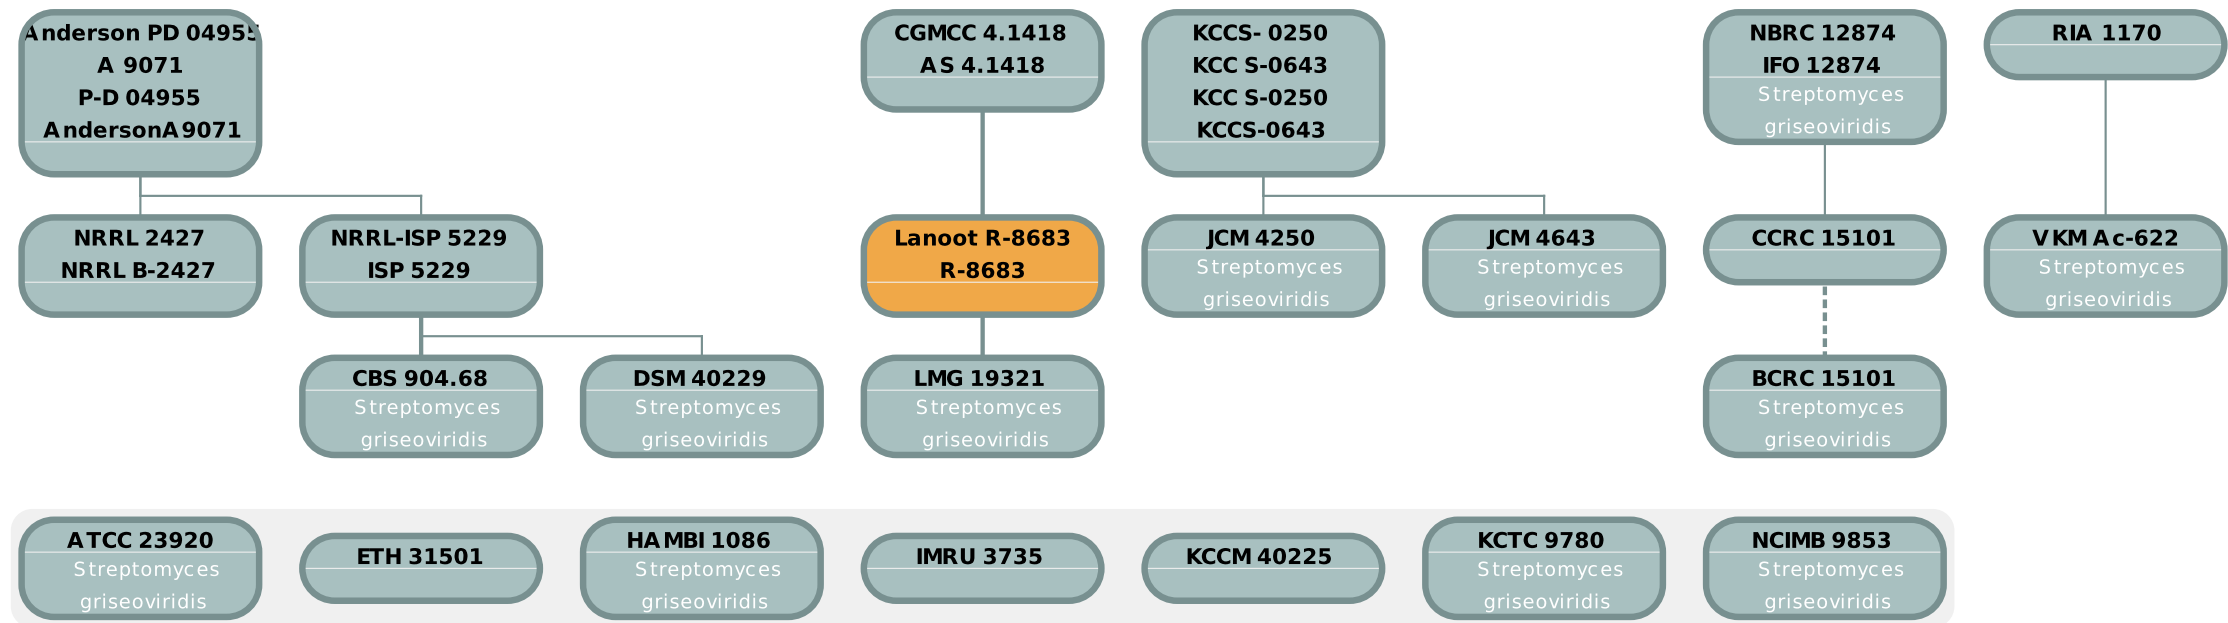 Anderson PD 04955
A 9071
P-D 04955
AndersonA9071
CGMCC 4.1418
AS 4.1418
KCCS- 0250
KCC S-0643
KCC S-0250
KCCS-0643
NBRC 12874
IFO 12874
Streptomyces
griseoviridis
RIA 1170
NRRL 2427
NRRL B-2427
NRRL-ISP 5229
ISP 5229
Lanoot R-8683
R-8683
JCM 4250
Streptomyces
griseoviridis
JCM 4643
Streptomyces
griseoviridis
CCRC 15101
VKM Ac-622
Streptomyces
griseoviridis
CBS 904.68
Streptomyces
griseoviridis
DSM 40229
Streptomyces
griseoviridis
LMG 19321
Streptomyces
griseoviridis
BCRC 15101
Streptomyces
griseoviridis
ATCC 23920
Streptomyces
griseoviridis
ETH 31501
HAMBI 1086
Streptomyces
griseoviridis
IMRU 3735
KCCM 40225
KCTC 9780
Streptomyces
griseoviridis
NCIMB 9853
Streptomyces
griseoviridis